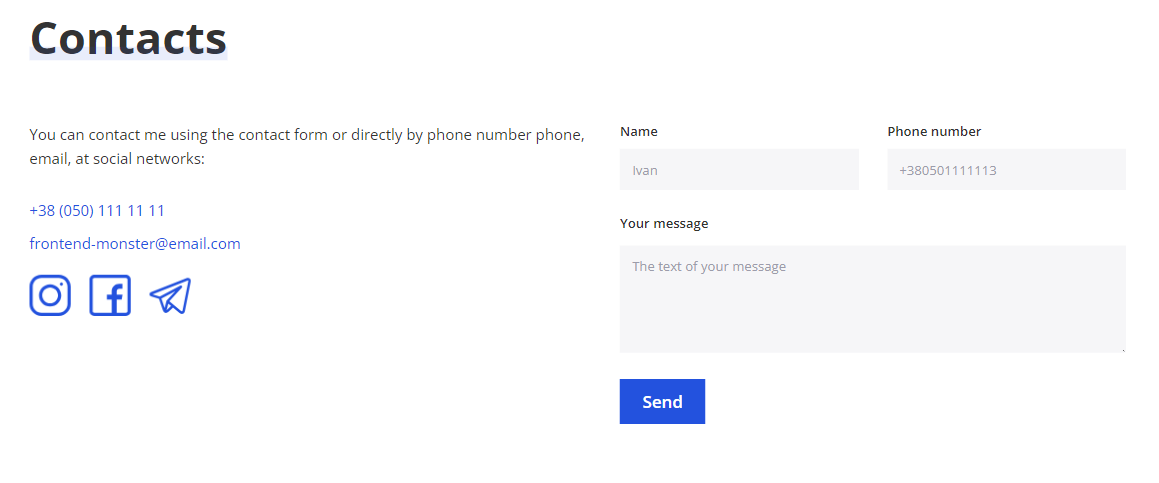 Contacts
You can contact me using the contact form or directly by phone number phone,
email, at social networks:
+38 (050) 111 11 11
frontend-monster@email.com
Name
Phone number
Ivan
+380501111113
Your message
The text of your message
Send